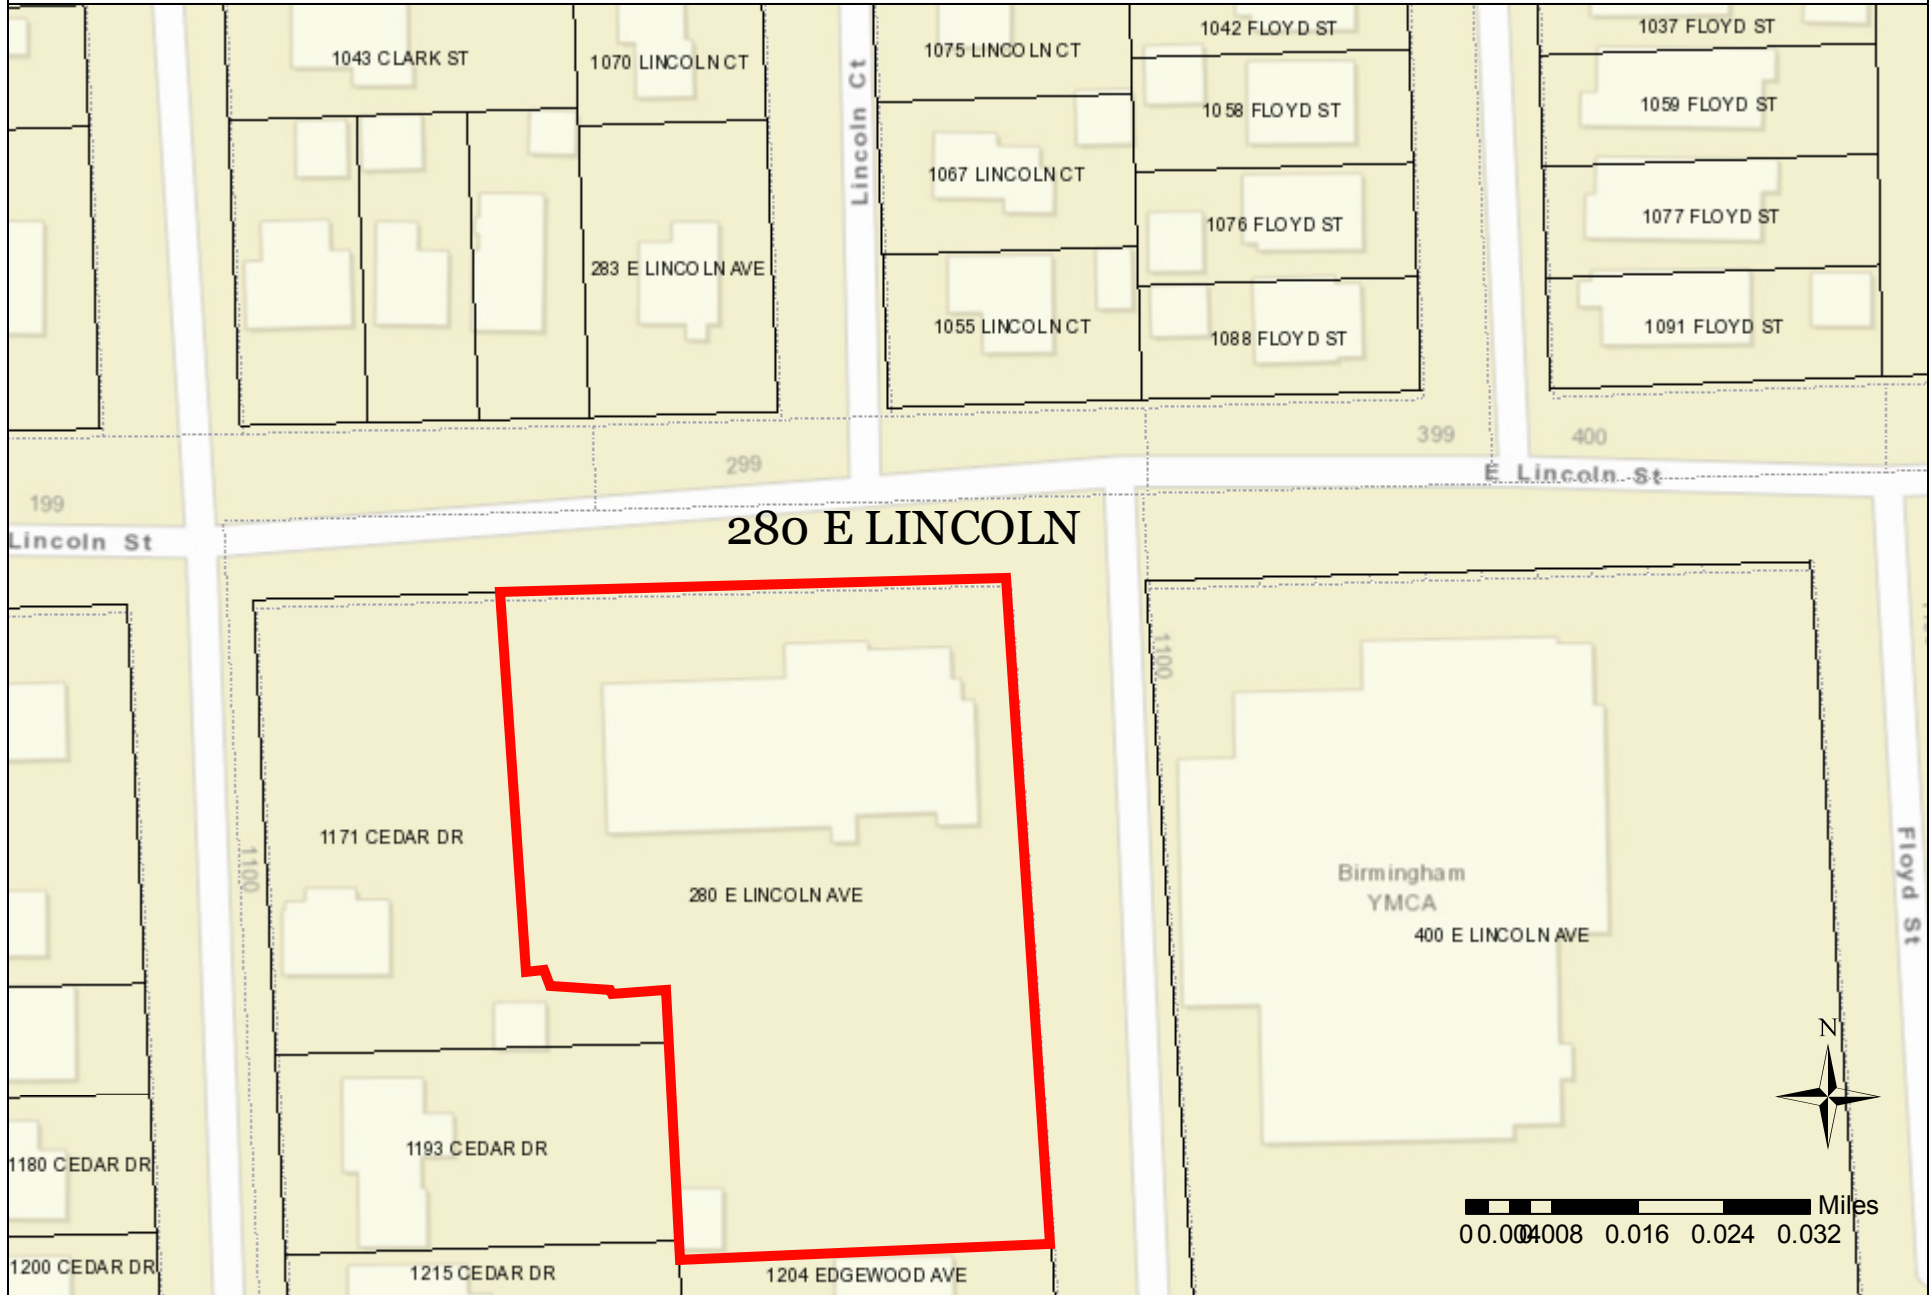 1043 CLARK ST
1070 LINCOLN CT
1075 LINCOLN CT
1042 FLOYD ST
1037 FLOYD ST
Lincoln Ct
1058 FLOYD ST
1059 FLOYD ST
1067 LINCOLN CT
1076 FLOYD ST
1077 FLOYD ST
283 E LINCOLN AVE
1055 LINCOLN CT
1088 FLOYD ST
1091 FLOYD ST
399
400
299
E Lincoln St
199
Lincoln St
280 E LINCOLN
1100
1171 CEDAR DR
1100
280 E LINCOLN AVE
Birmingham
YMCA
400 E LINCOLN AVE
Floyd St
N
1193 CEDAR DR
1180 CEDAR DR
Miles
0 0.004 0.008 0.016 0.024 0.032
1200 CEDAR DR
1215 CEDAR DR
1204 EDGEWOOD AVE